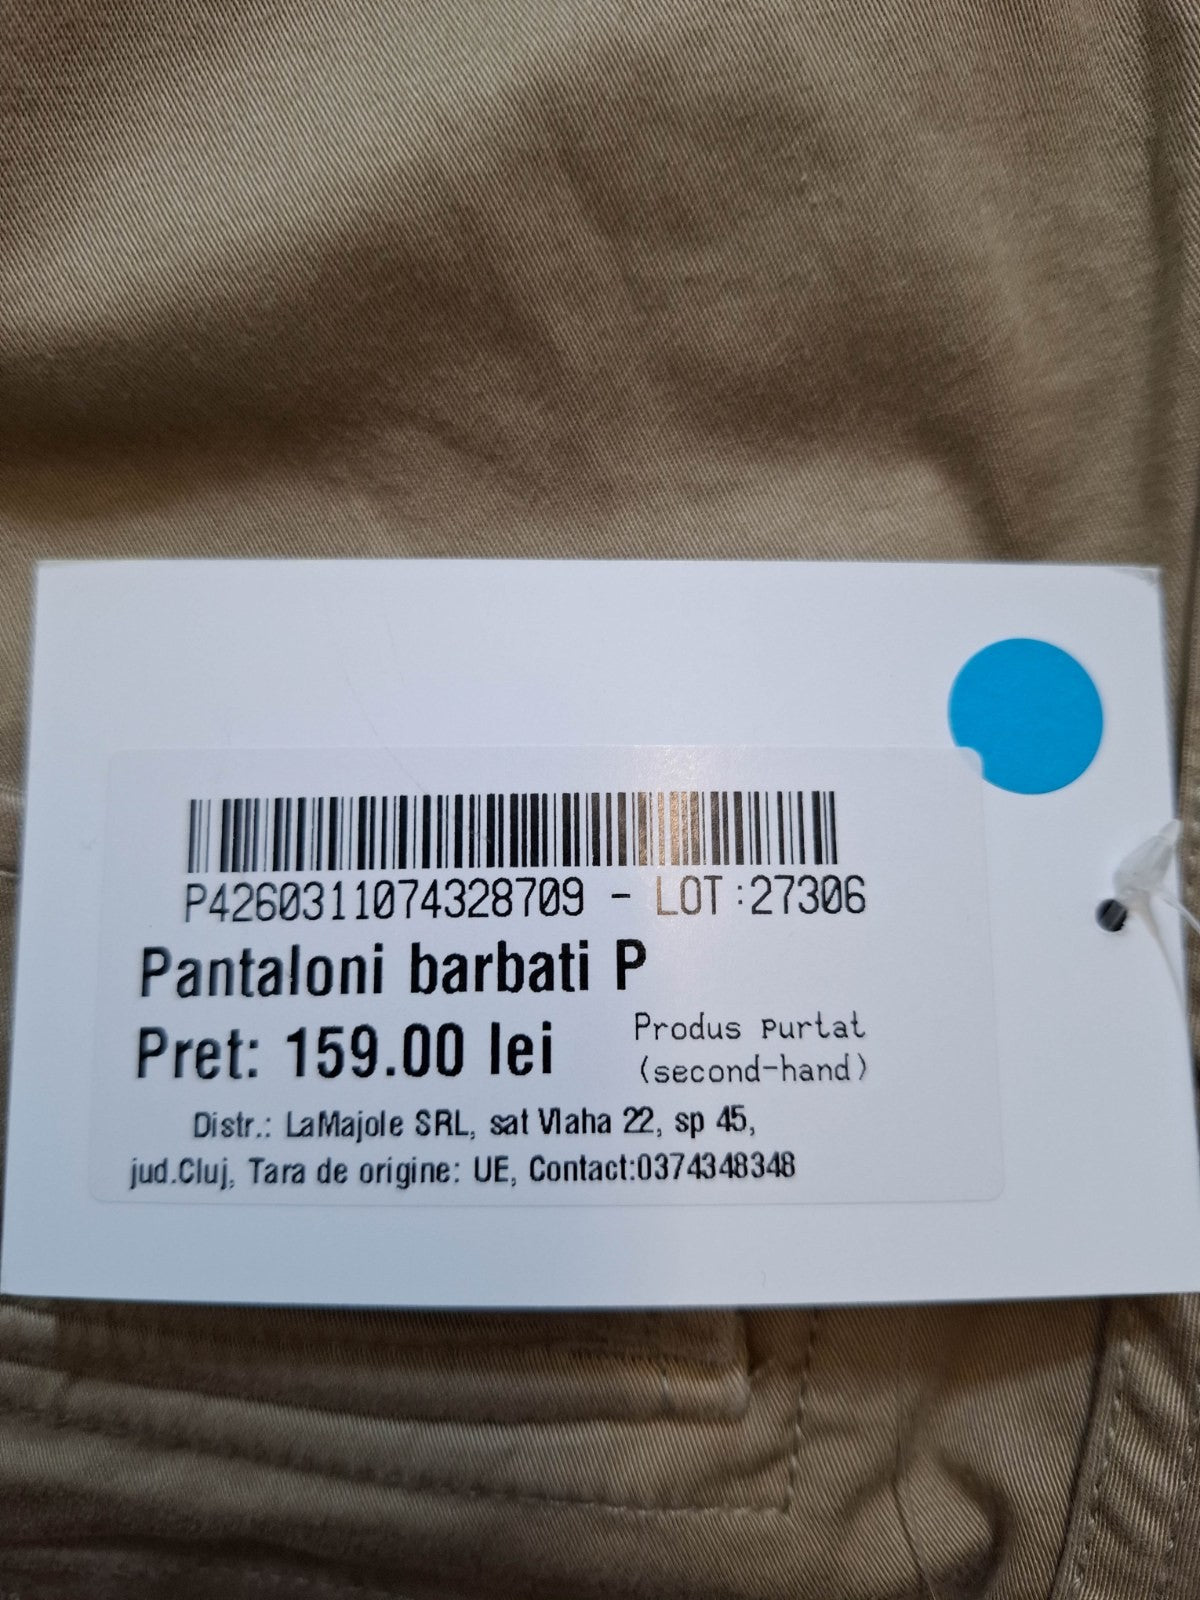 P4260311074328709 - LOT:27306
Pantaloni barbati P
Pret: 159.00 lei
Produs purtat
(second-hand)
Distr.: LaMajole SRL, sat Vlaha 22, sp 45,
jud.Cluj, Tara de origine: UE, Contact:0374348348